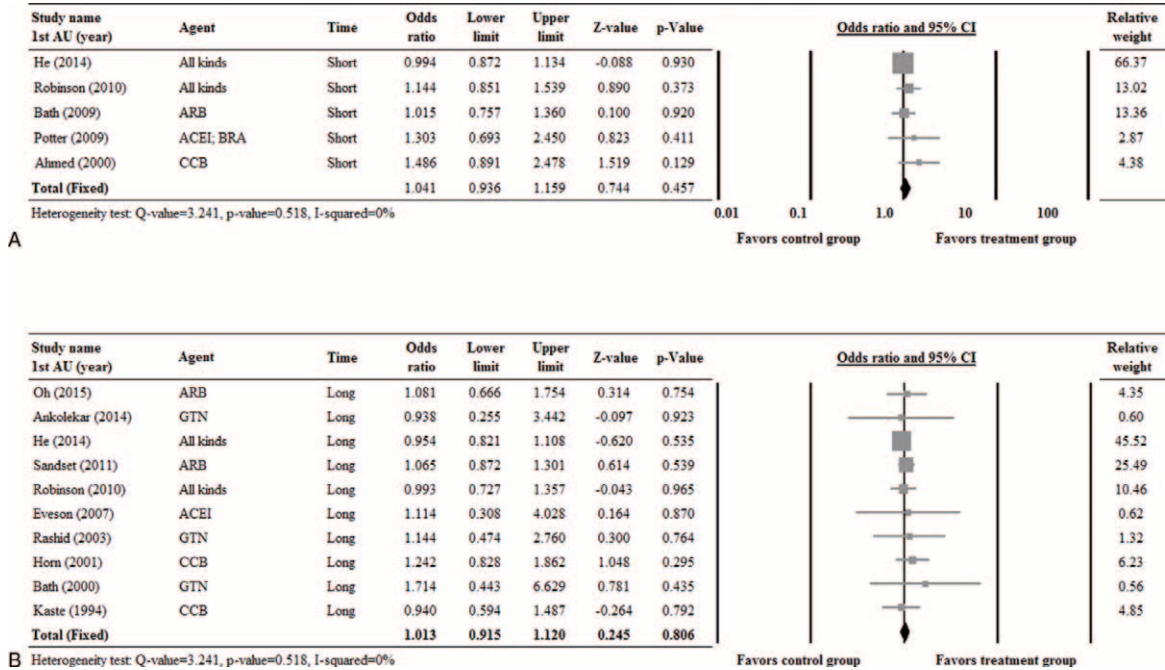 Study name Agent Time Odds Lower Upper Z-value p-Value Odds ratio and 95% CI Relative
1st AU (year) ratio limit limit weight
He (2014) All kinds Short 0.994 0.872 1.134 -0.088 0.930 66.37
Robinson (2010) All kinds Short 1.144 0.851 1.539 0.890 0.373 13.02
Bath (2009) ARB Short 1.015 0.757 1.360 0.100 0.920 13.36
Potter (2009) ACEI; BRA Short 1.303 0.693 2.450 0.823 0.411 2.87
Ahmed (2000) CCB Short 1.486 0.891 2.478 1.519 0.129 4.38
Total (Fixed) 1.041 0.936 1.159 0.744 0.457
Heterogeneity test: Q-value=3.241, p-value=0.518, I-squared=0% 0.01 0.1 1.0 10 100
A Favors control group Favors treatment group
Study name Agent Time Odds Lower Upper Z-value p-Value Odds ratio and 95% CI Relative
1st AU (year) ratio limit limit weight
Oh (2015) ARB Long 1.081 0.666 1.754 0.314 0.754 4.35
Ankolekar (2014) GTN Long 0.938 0.255 3.442 -0.097 0.923 0.60
He (2014) All kinds Long 0.954 0.821 1.108 -0.620 0.535 45.52
Sandset (2011) ARB Long 1.065 0.872 1.301 0.614 0.539 25.49
Robinson (2010) All kinds Long 0.993 0.727 1.357 -0.043 0.965 10.46
Eveson (2007) ACEI Long 1.114 0.308 4.028 0.164 0.870 0.62
Rashid (2003) GTN Long 1.144 0.474 2.760 0.300 0.764 1.32
Horn (2001) CCB Long 1.242 0.828 1.862 1.048 0.295 6.23
Bath (2000) GTN Long 1.714 0.443 6.629 0.781 0.435 0.56
Kaste (1994) CCB Long 0.940 0.594 1.487 -0.264 0.792 4.85
Total (Fixed) 1.013 0.915 1.120 0.245 0.806
B Heterogeneity test: Q-value=3.241, p-value=0.518, I-squared=0% Favors control group Favors treatment group